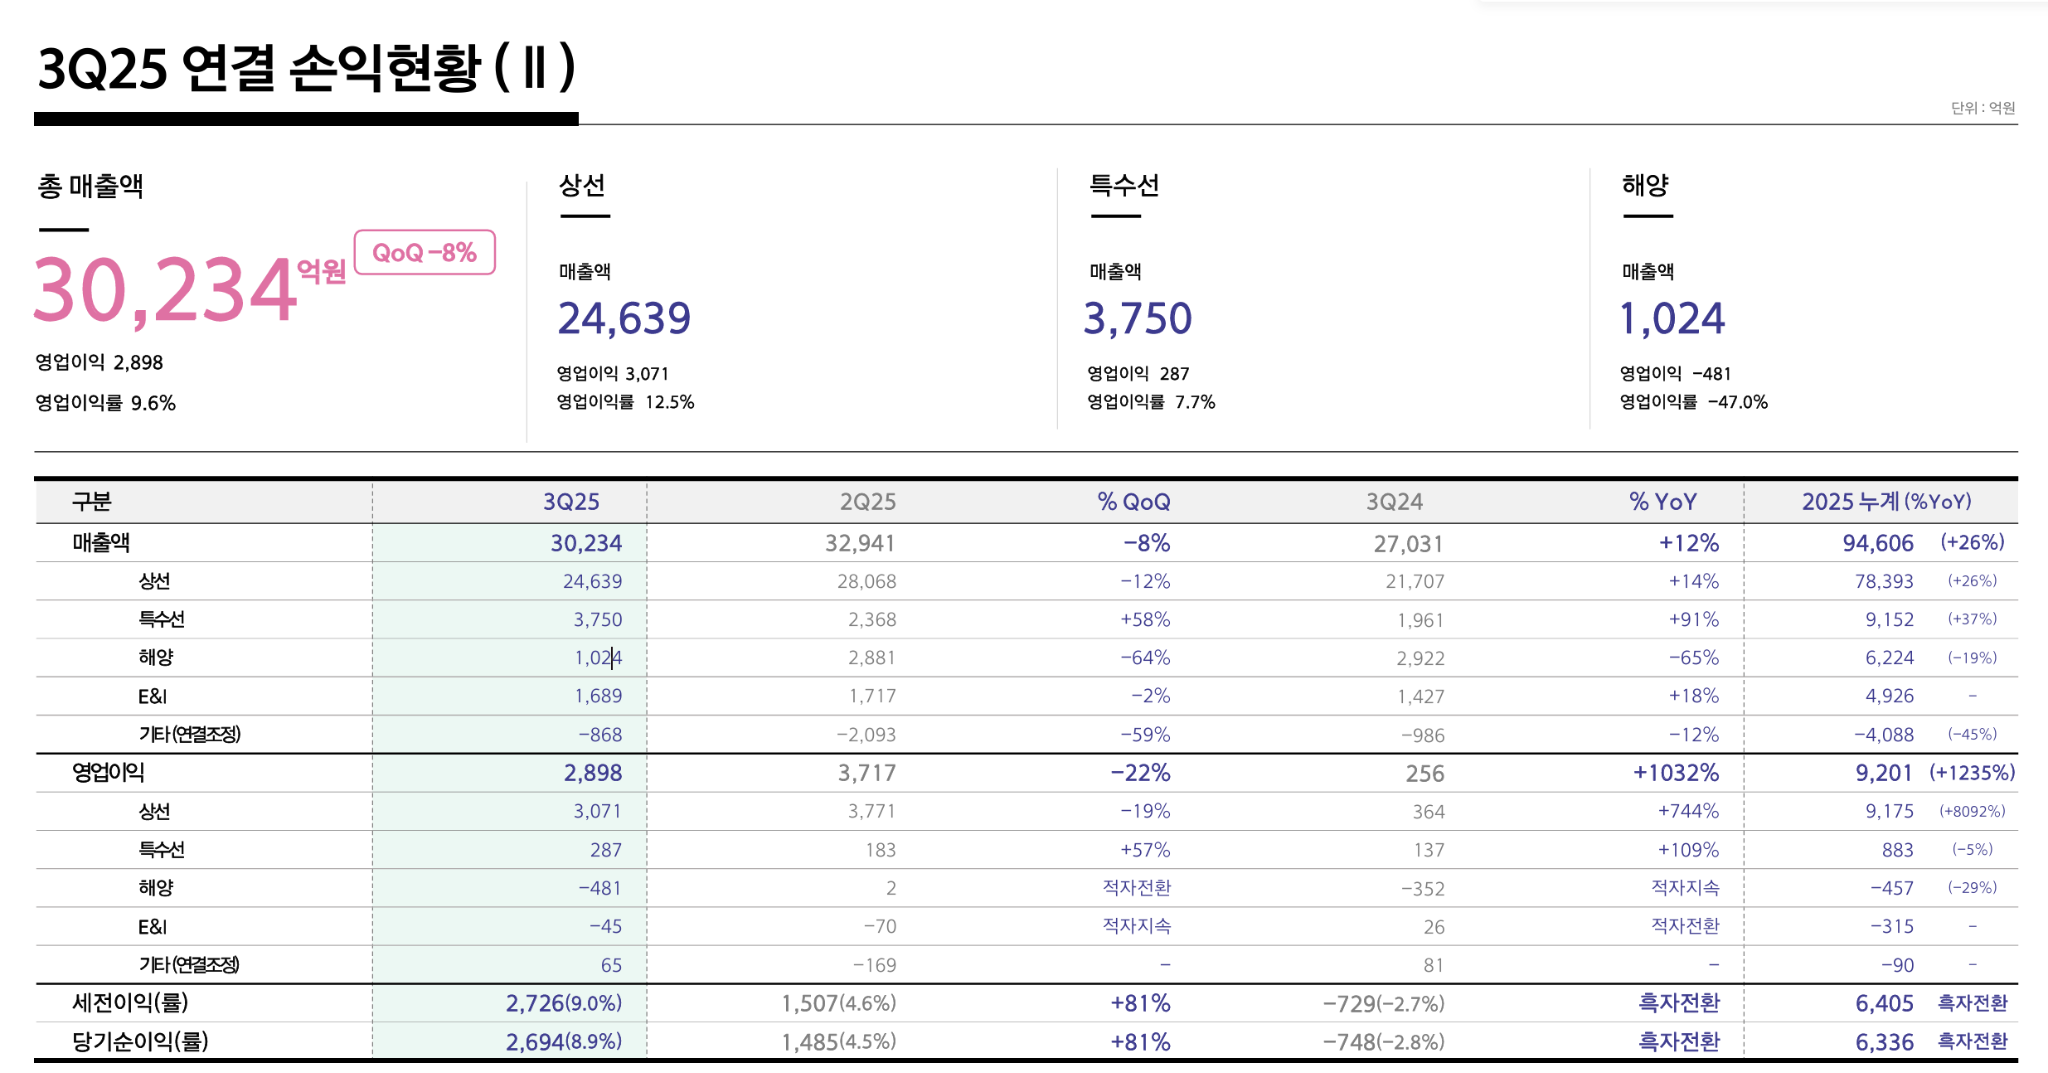 3Q25 연결 손익현황 ( Ⅱ )
단위 : 억원
총 매출액
30,234억원 QoQ -8%
영업이익 2,898
영업이익률 9.6%
상선
매출액
24,639
영업이익 3,071
영업이익률 12.5%
특수선
매출액
3,750
영업이익 287
영업이익률 7.7%
해양
매출액
1,024
영업이익 -481
영업이익률 -47.0%
구분 3Q25 2Q25 % QoQ 3Q24 % YoY 2025 누계 (%YoY)
매출액 30,234 32,941 -8% 27,031 +12% 94,606 (+26%)
상선 24,639 28,068 -12% 21,707 +14% 78,393 (+26%)
특수선 3,750 2,368 +58% 1,961 +91% 9,152 (+37%)
해양 1,024 2,881 -64% 2,922 -65% 6,224 (-19%)
E&I 1,689 1,717 -2% 1,427 +18% 4,926 -
기타 (연결조정) -868 -2,093 -59% -986 -12% -4,088 (-45%)
영업이익 2,898 3,717 -22% 256 +1032% 9,201 (+1235%)
상선 3,071 3,771 -19% 364 +744% 9,175 (+8092%)
특수선 287 183 +57% 137 +109% 883 (-5%)
해양 -481 2 적자전환 -352 적자지속 -457 (-29%)
E&I -45 -70 적자지속 26 적자전환 -315 -
기타 (연결조정) 65 -169 - 81 - -90 -
세전이익(률) 2,726(9.0%) 1,507(4.6%) +81% -729(-2.7%) 흑자전환 6,405 흑자전환
당기순이익(률) 2,694(8.9%) 1,485(4.5%) +81% -748(-2.8%) 흑자전환 6,336 흑자전환